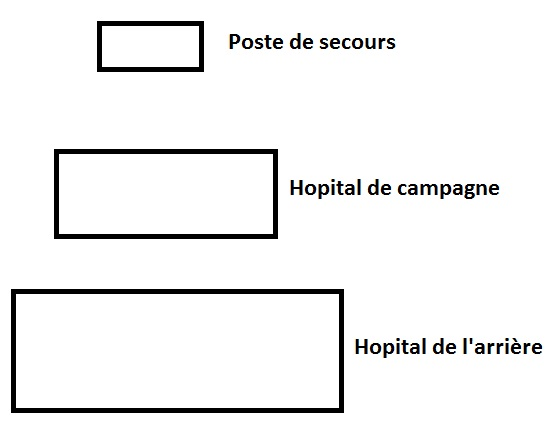 Poste de secours
Hopital de campagne
Hopital de l'arrière